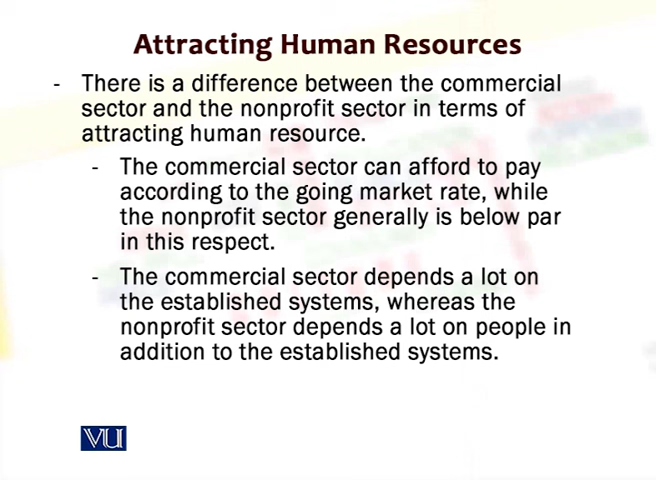 Attracting Human Resources
- There is a difference between the commercial
sector and the nonprofit sector in terms of
attracting human resource.
- The commercial sector can afford to pay
according to the going market rate, while
the nonprofit sector generally is below par
in this respect.
- The commercial sector depends a lot on
the established systems, whereas the
nonprofit sector depends a lot on people in
addition to the established systems.
VU